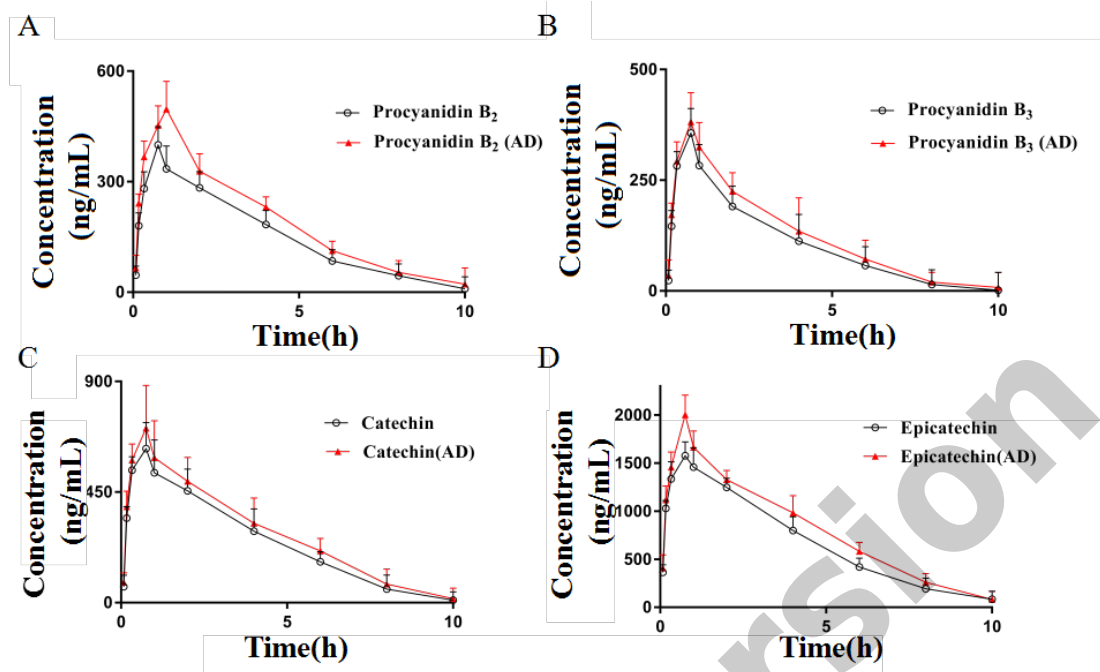 A
Concentration
(ng/mL)
600
300
0
0
5
10
Time(h)
Procyanidin B₂
Procyanidin B₂ (AD)
B
Concentration
(ng/mL)
500
250
0
0
5
10
Time(h)
Procyanidin B₃
Procyanidin B₃ (AD)
C
Concentration
(ng/mL)
900
450
0
5
10
Time(h)
Catechin
Catechin(AD)
D
Concentration
(ng/mL)
2000
1500
1000
500
0
5
10
Time(h)
Epicatechin
Epicatechin(AD)
rsion